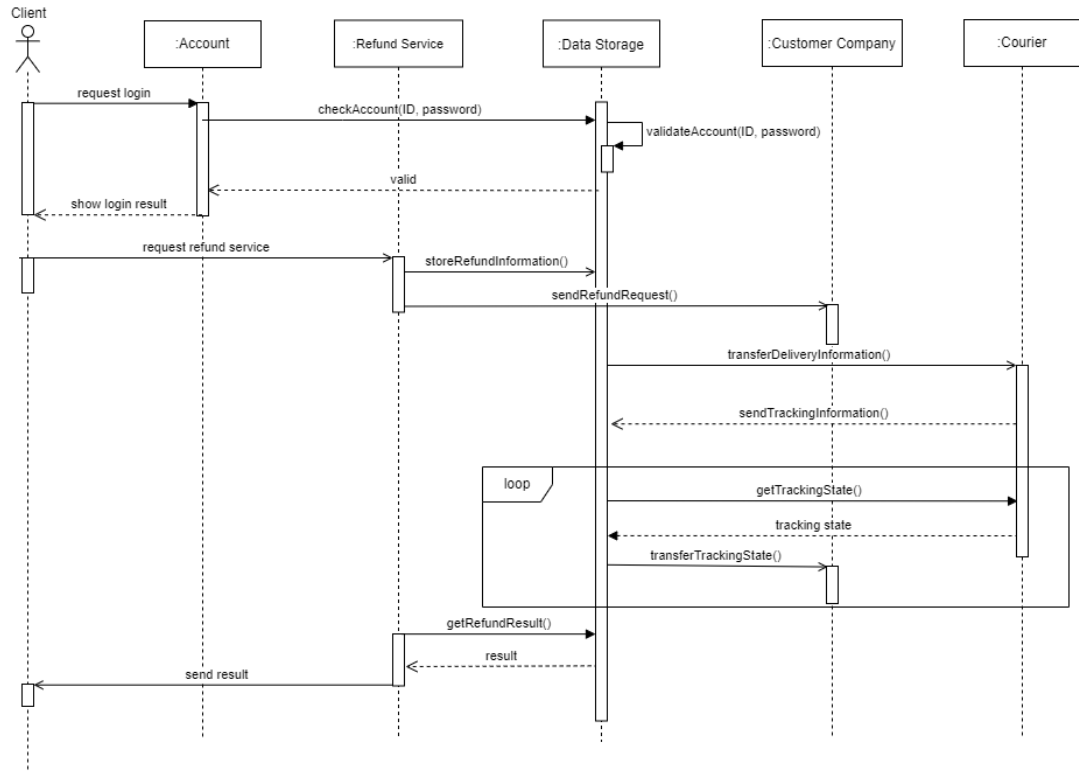 Client
:Account
:Refund Service
:Data Storage
:Customer Company
:Courier
request login
checkAccount(ID, password)
validateAccount(ID, password)
valid
show login result
request refund service
storeRefundInformation()
sendRefundRequest()
transferDeliveryInformation()
sendTrackingInformation()
loop
getTrackingState()
tracking state
transferTrackingState()
getRefundResult()
result
send result